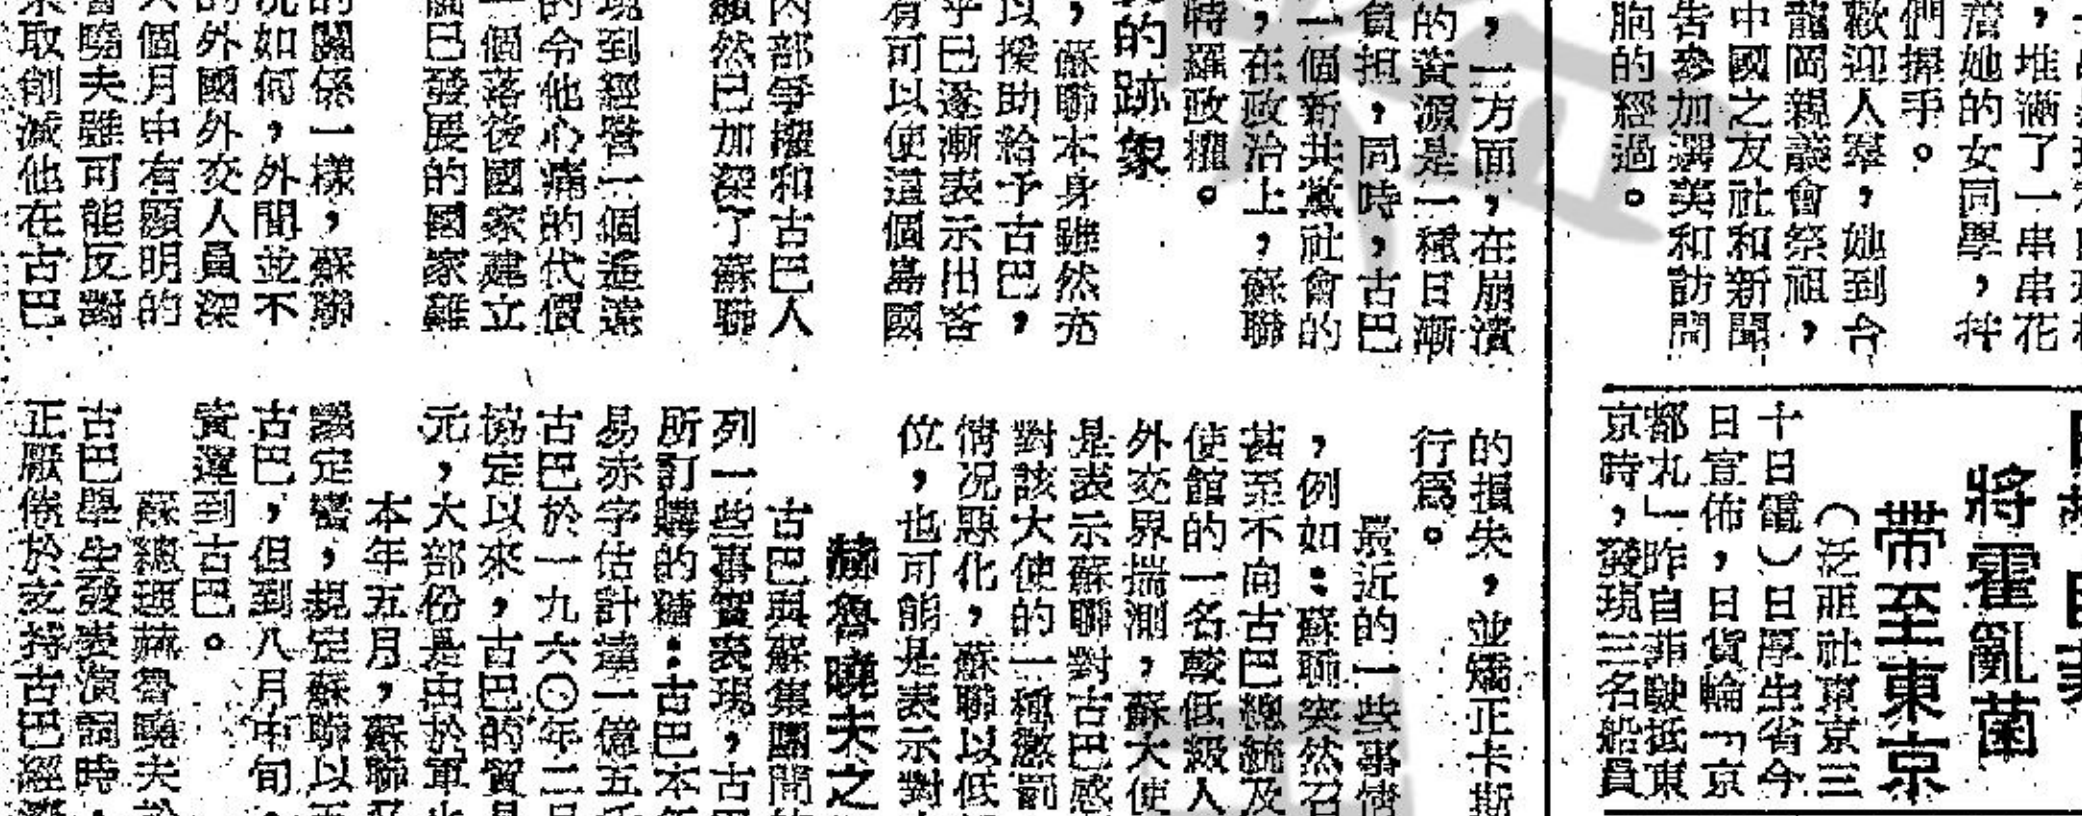 ，堆滿了一串串花
濱她的女同學，拌
們揮手。
歡迎人羣，她到合
龍岡親義會祭祖，
中國之友社和新聞
告參加選美和訪問
胞的經過。
將霍亂菌
帶至東京
（泛亞社東京三
十日電）日厚生省今
日宣佈，日貨輪「京
都丸」昨自菲駛抵東
京時，發現三名船員
，一方面，在崩潰
的資源是一種日漸
負担，同時，古巴
一個新共黨社會的
，在政治上，蘇聯
特羅政權。
的跡象
，蘇聯本身雖然充
以援助給予古巴，
乎已逐漸表示出吝
有可以使這個島國
內部爭權和古巴人
顯然已加深了蘇聯
現到經營一個遙遠
的令他心痛的代價
一個落後國家建立
個已發展的國家難
的關係一樣，蘇聯
況如何，外間並不
的外國外交人員深
個月中有顯明的
曉夫雖可能反對
採取削減他在古巴
的損失，並矯正卡斯
行為。
最近的一些事情
，例如：蘇聯突然召
甚至不向古巴總統及
使館的一名較低級人
外交界揣測，蘇大使
是表示蘇聯對古巴感
對該大使的一種懲罰
情況惡化，蘇聯以低
位，也可能是表示對
赫魯曉夫之
古巴與蘇集團間的
列一些事實表現，古巴
所訂購的糖：古巴本年
易赤字估計達一億五千
古巴於一九六〇年二月
協定以來，古巴的貿易
元，大部份是由於軍火
本年五月，蘇聯及
議定書，規定蘇聯以五
古巴，但到八月中旬，
資運到古巴。
蘇總理赫魯曉夫於
古巴學生發表演詞時，
正厭倦於支持古巴經濟